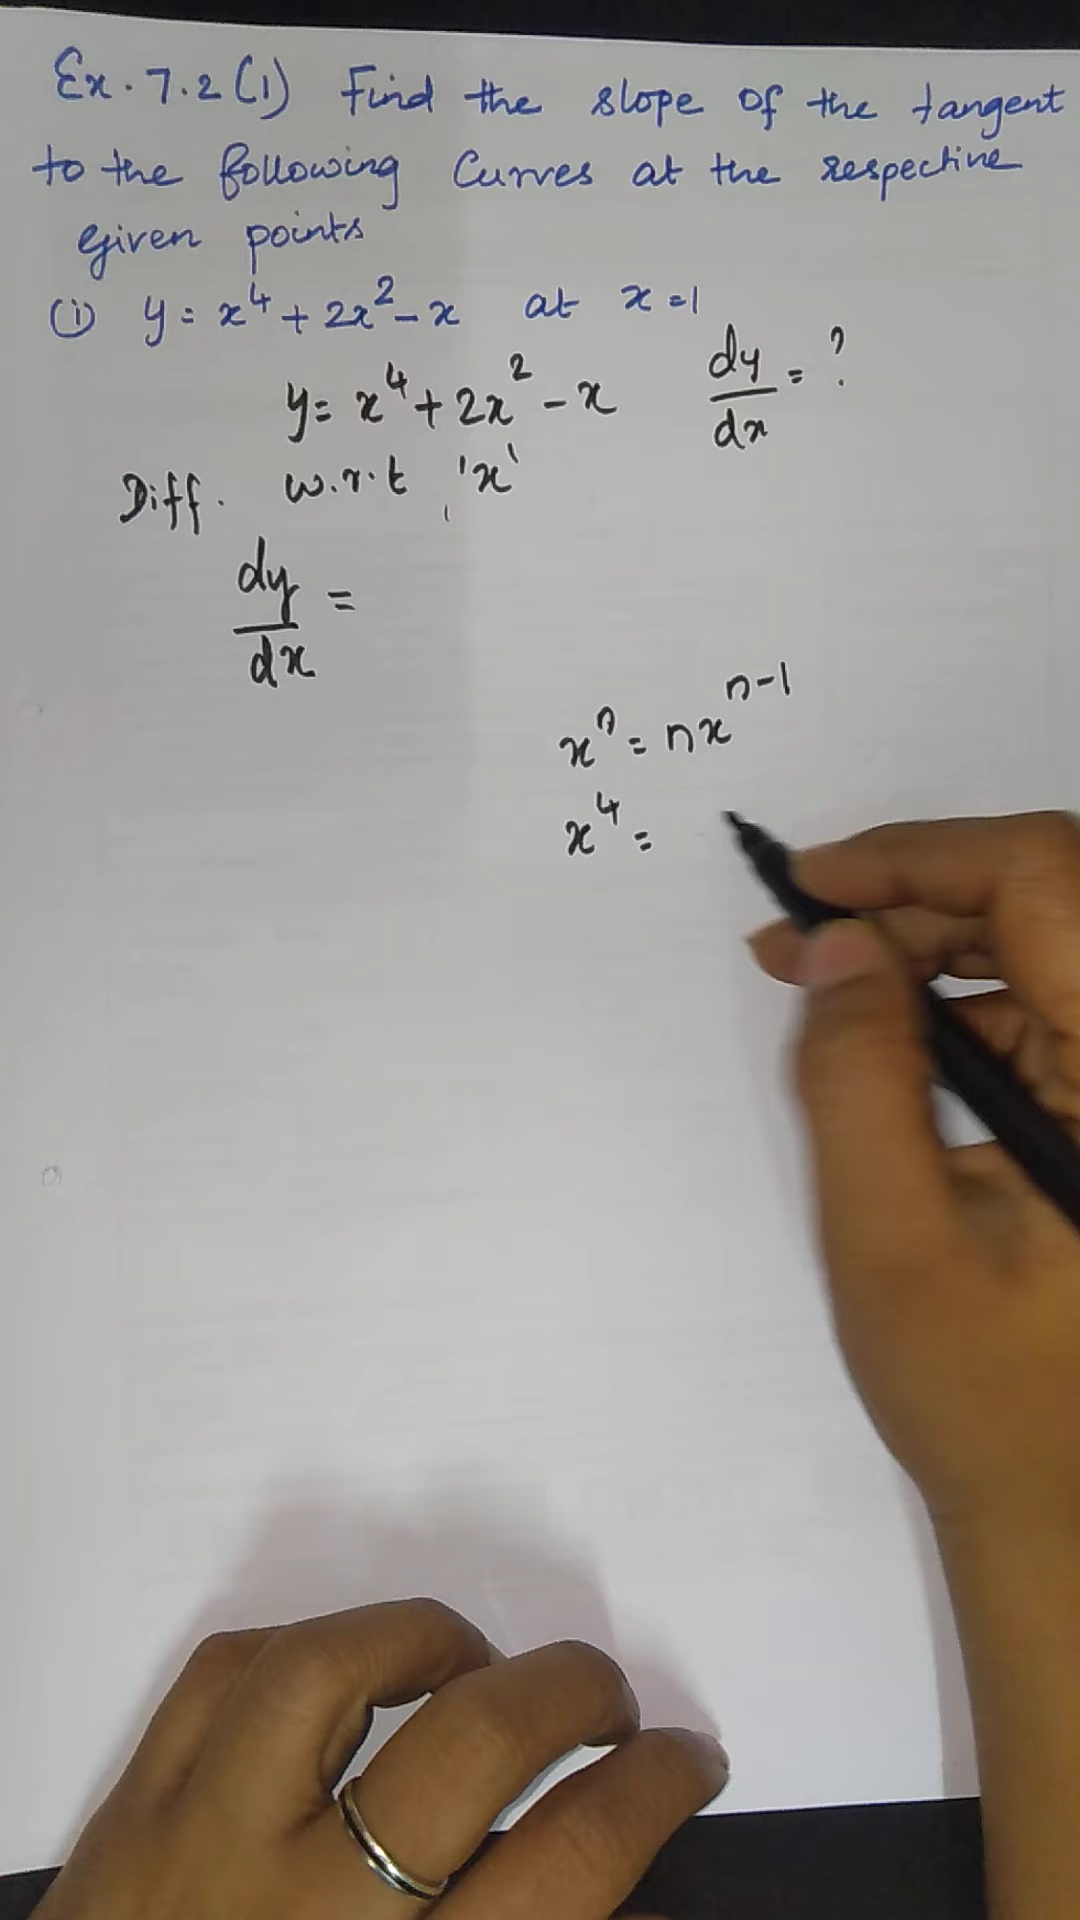 Ex. 7.2 (1) Find the slope of the tangent
to the following Curves at the respective
given points
(i) y = x⁴ + 2x² - x at x = 1
y = x⁴ + 2x² - x dy/dx = ?
Diff. w.r.t 'x'
dy/dx =
xⁿ = nxⁿ⁻¹
x⁴ =